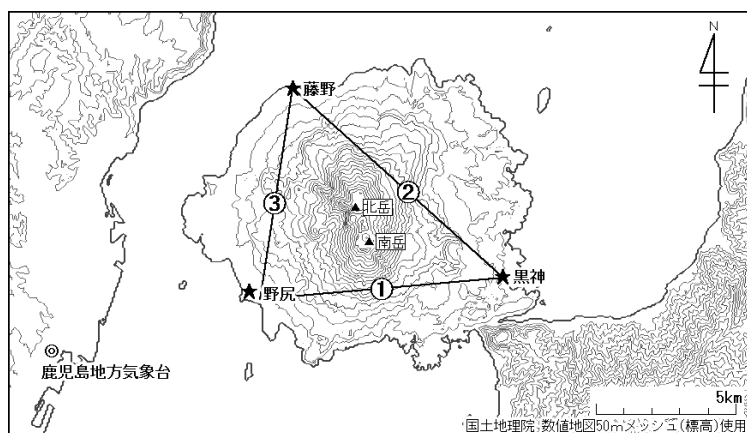 N
藤野
②
③
北岳
南岳
黒神
野尻
①
鹿児島地方気象台
5km
国土地理院:数値地図50mメッシュ(標高)使用